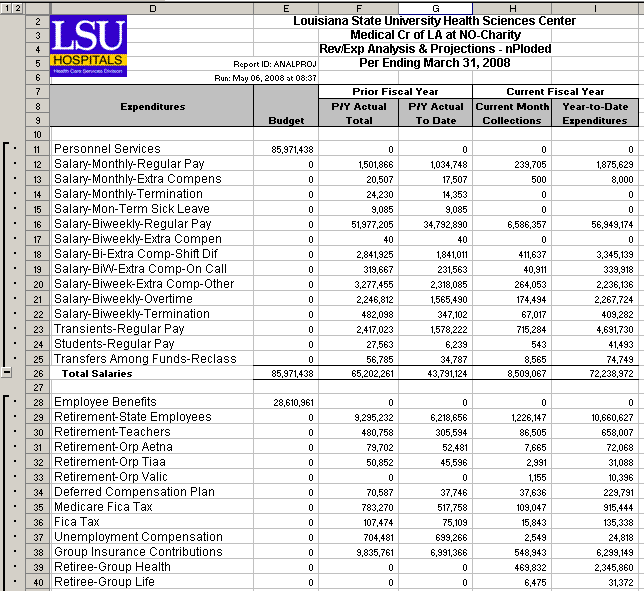 1 2 D E F G H I
2 Louisiana State University Health Sciences Center
3 Medical Cr of LA at NO-Charity
4 Rev/Exp Analysis & Projections - nPloded
5 Report ID: ANALPROJ Per Ending March 31, 2008
6 Run: May 06, 2008 at 08:37
LSU
HOSPITALS
Health Care Services Division
7 Prior Fiscal Year Current Fiscal Year
8 Expenditures P/Y Actual P/Y Actual Current Month Year-to-Date
9 Budget Total To Date Collections Expenditures
10
11 Personnel Services 85,971,438 0 0 0 0
12 Salary-Monthly-Regular Pay 0 1,501,866 1,034,748 239,705 1,875,629
13 Salary-Monthly-Extra Compens 0 20,507 17,507 500 8,000
14 Salary-Monthly-Termination 0 24,230 14,353 0 0
15 Salary-Mon-Term Sick Leave 0 9,085 9,085 0 0
16 Salary-Biweekly-Regular Pay 0 51,977,205 34,792,890 6,586,357 56,949,174
17 Salary-Biweekly-Extra Compen 0 40 40 0 0
18 Salary-Bi-Extra Comp-Shift Dif 0 2,841,925 1,841,011 411,637 3,345,139
19 Salary-BiW-Extra Comp-On Call 0 319,667 231,563 40,911 339,918
20 Salary-Biweek-Extra Comp-Other 0 3,277,455 2,318,085 264,053 2,236,136
21 Salary-Biweekly-Overtime 0 2,246,812 1,565,490 174,494 2,267,724
22 Salary-Biweekly-Termination 0 482,098 347,102 67,017 409,282
23 Transients-Regular Pay 0 2,417,023 1,578,222 715,284 4,691,730
24 Students-Regular Pay 0 27,563 6,239 543 41,493
25 Transfers Among Funds-Reclass 0 56,785 34,787 8,565 74,749
26 Total Salaries 85,971,438 65,202,261 43,791,124 8,509,067 72,238,972
27
28 Employee Benefits 28,610,961 0 0 0 0
29 Retirement-State Employees 0 9,295,232 6,218,656 1,226,147 10,660,627
30 Retirement-Teachers 0 480,758 305,594 86,505 658,007
31 Retirement-Orp Aetna 0 79,702 52,481 7,665 72,068
32 Retirement-Orp Tiaa 0 50,852 45,596 2,991 31,088
33 Retirement-Orp Valic 0 0 0 1,155 10,396
34 Deferred Compensation Plan 0 70,587 37,746 37,636 229,791
35 Medicare Fica Tax 0 783,270 517,758 109,047 915,444
36 Fica Tax 0 107,474 75,109 15,843 135,338
37 Unemployment Compensation 0 704,481 699,266 2,549 24,818
38 Group Insurance Contributions 0 9,835,761 6,991,366 548,943 6,299,149
39 Retiree-Group Health 0 0 0 469,832 2,345,860
40 Retiree-Group Life 0 0 0 6,475 31,372